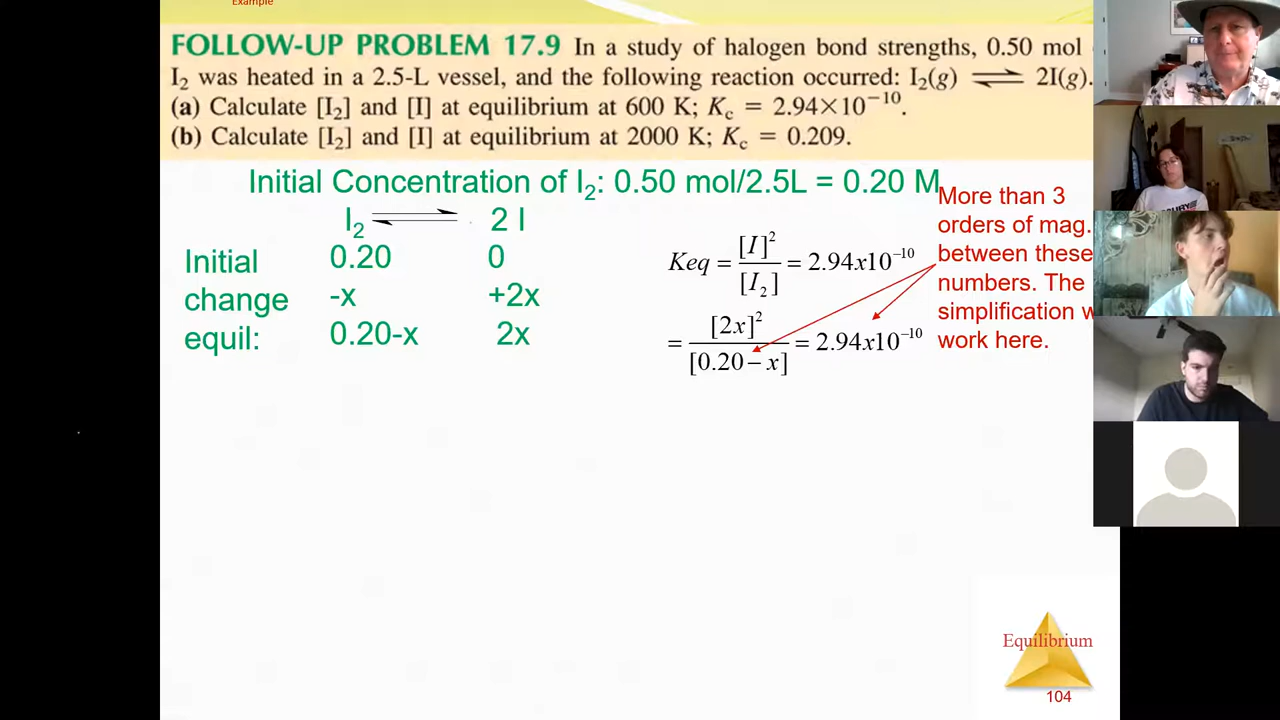 Example
FOLLOW-UP PROBLEM 17.9 In a study of halogen bond strengths, 0.50 mol
I₂ was heated in a 2.5-L vessel, and the following reaction occurred: I₂(g) ⇌ 2I(g).
(a) Calculate [I₂] and [I] at equilibrium at 600 K; Kc = 2.94×10⁻¹⁰.
(b) Calculate [I₂] and [I] at equilibrium at 2000 K; Kc = 0.209.
Initial Concentration of I₂: 0.50 mol/2.5L = 0.20 M
I₂ ⇌ 2 I
Initial 0.20 0
change -x +2x
equil: 0.20-x 2x
Keq = [I]² / [I₂] = 2.94x10⁻¹⁰
= [2x]² / [0.20 – x] = 2.94x10⁻¹⁰
More than 3
orders of mag.
between these
numbers. The
simplification w
work here.
Equilibrium
104